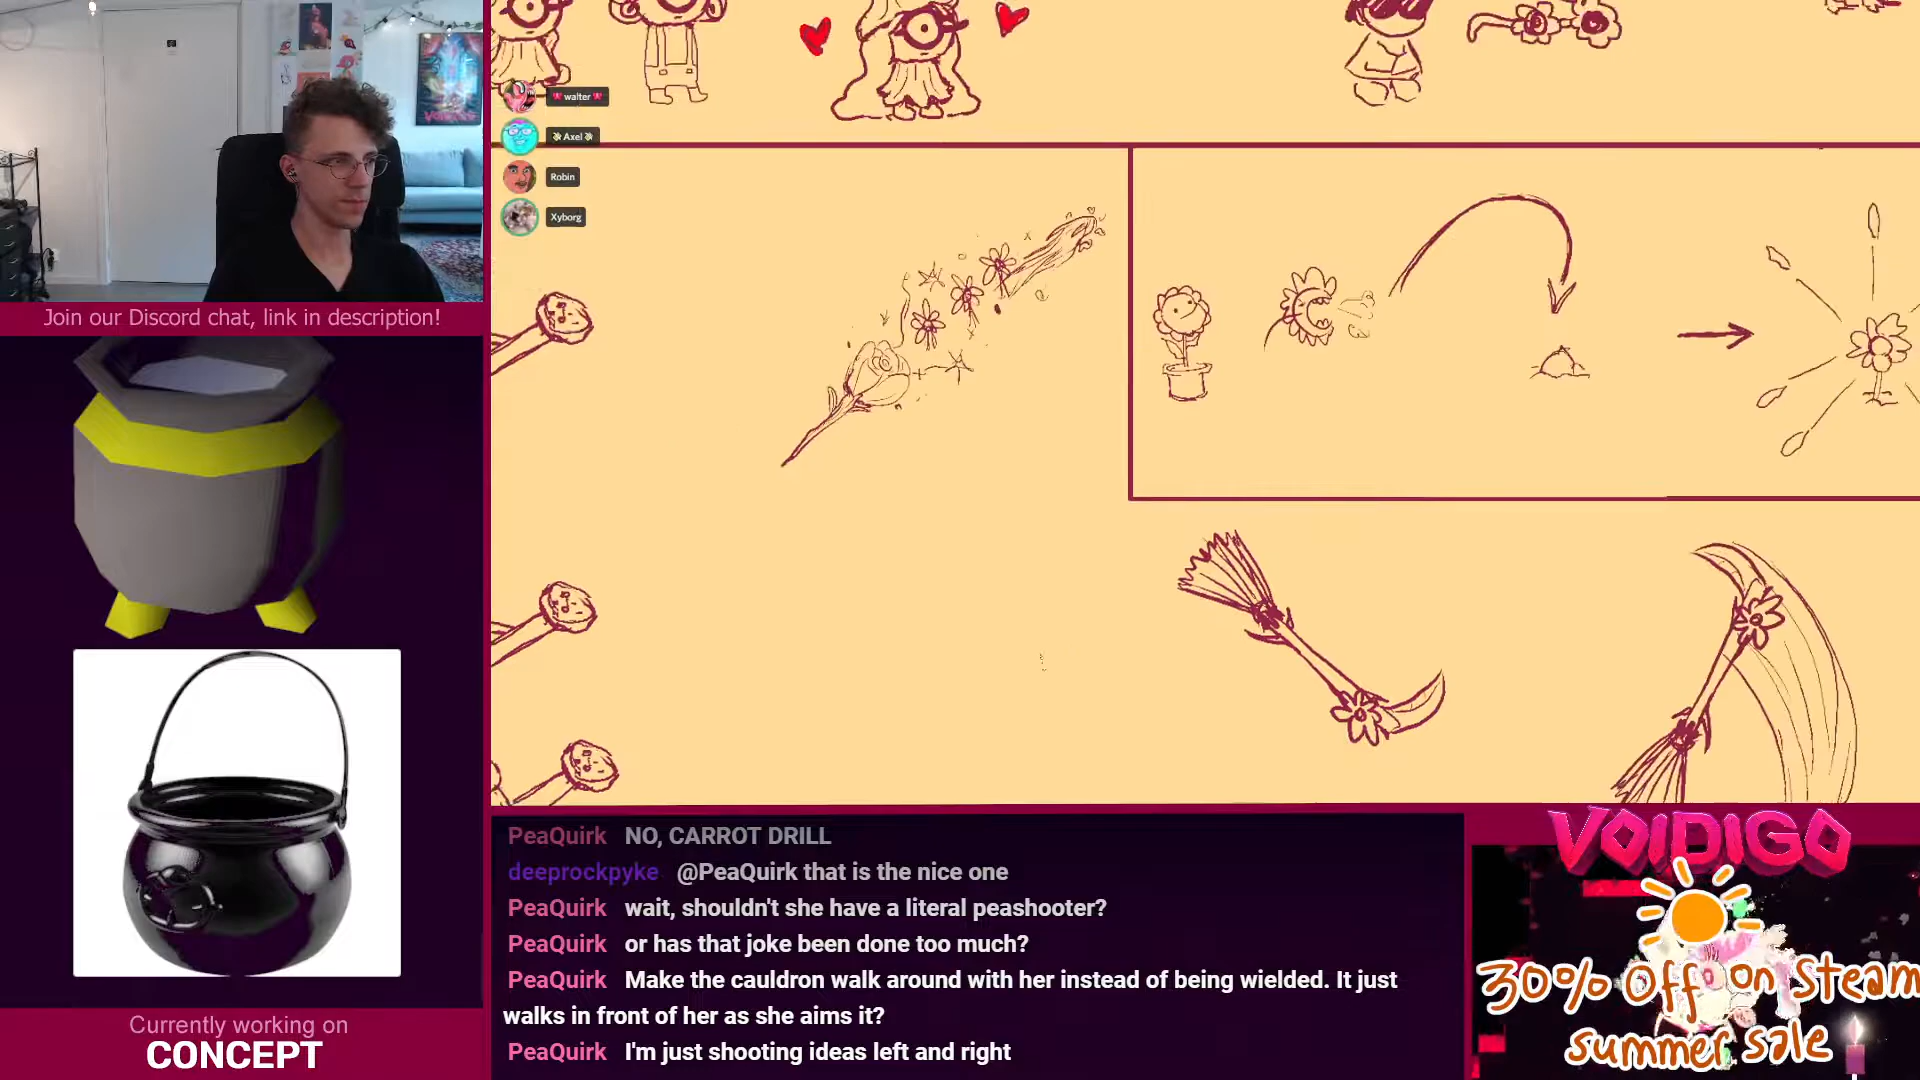 walter
Axel
Robin
Xyborg
Join our Discord chat, link in description!
PeaQuirk NO, CARROT DRILL
deeprockpyke @PeaQuirk that is the nice one
PeaQuirk wait, shouldn't she have a literal peashooter?
PeaQuirk or has that joke been done too much?
PeaQuirk Make the cauldron walk around with her instead of being wielded. It just
walks in front of her as she aims it?
PeaQuirk I'm just shooting ideas left and right
Currently working on
CONCEPT
VOIDIGO
30% Off on Steam
summer sale